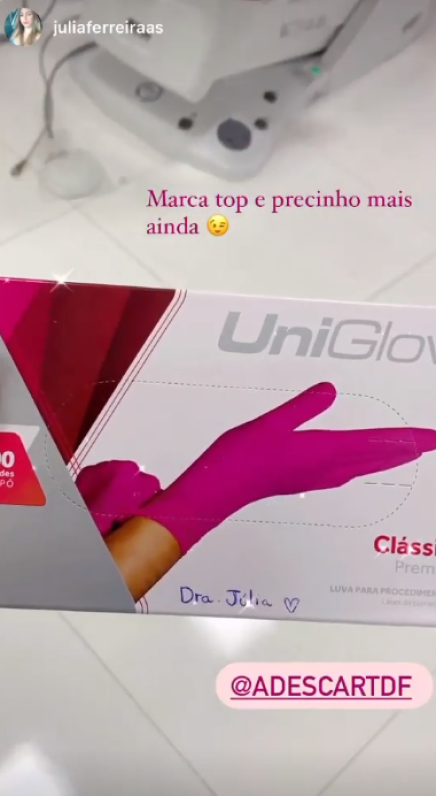 juliaferreiraas
Marca top e precinho mais
ainda 😉
UniGlov
Clássi
Prem
LUVA PARA PROCEDIME
Dra. Júlia ♡
@ADESCARTDF